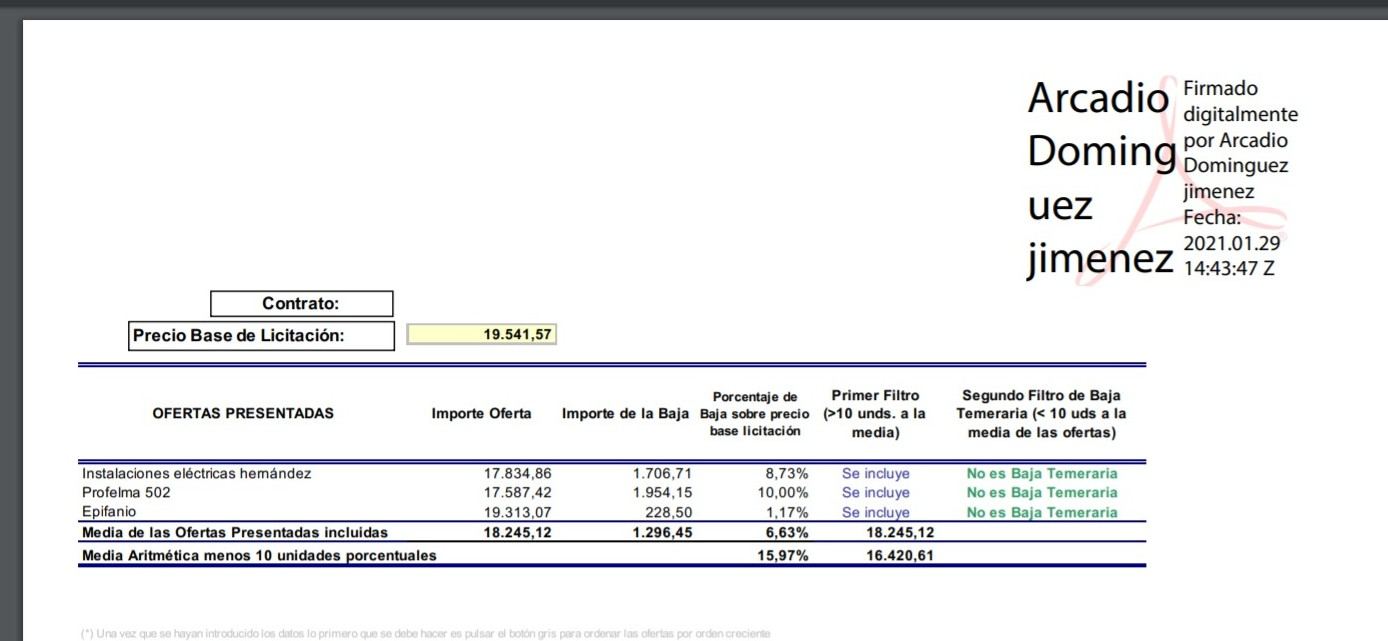 Arcadio
Doming
uez
jimenez
Firmado
digitalmente
por Arcadio
Dominguez
jimenez
Fecha:
2021.01.29
14:43:47 Z
Contrato:
Precio Base de Licitación: 19.541,57
OFERTAS PRESENTADAS Importe Oferta Importe de la Baja Porcentaje de Baja sobre precio base licitación Primer Filtro (>10 unds. a la media) Segundo Filtro de Baja Temeraria (< 10 uds a la media de las ofertas)
Instalaciones eléctricas hernández 17.834,86 1.706,71 8,73% Se incluye No es Baja Temeraria
Profelma 502 17.587,42 1.954,15 10,00% Se incluye No es Baja Temeraria
Epifanio 19.313,07 228,50 1,17% Se incluye No es Baja Temeraria
Media de las Ofertas Presentadas incluidas 18.245,12 1.296,45 6,63% 18.245,12
Media Aritmética menos 10 unidades porcentuales 15,97% 16.420,61
(*) Una vez que se hayan introducido los datos lo primero que se debe hacer es pulsar el botón gris para ordenar las ofertas por orden creciente